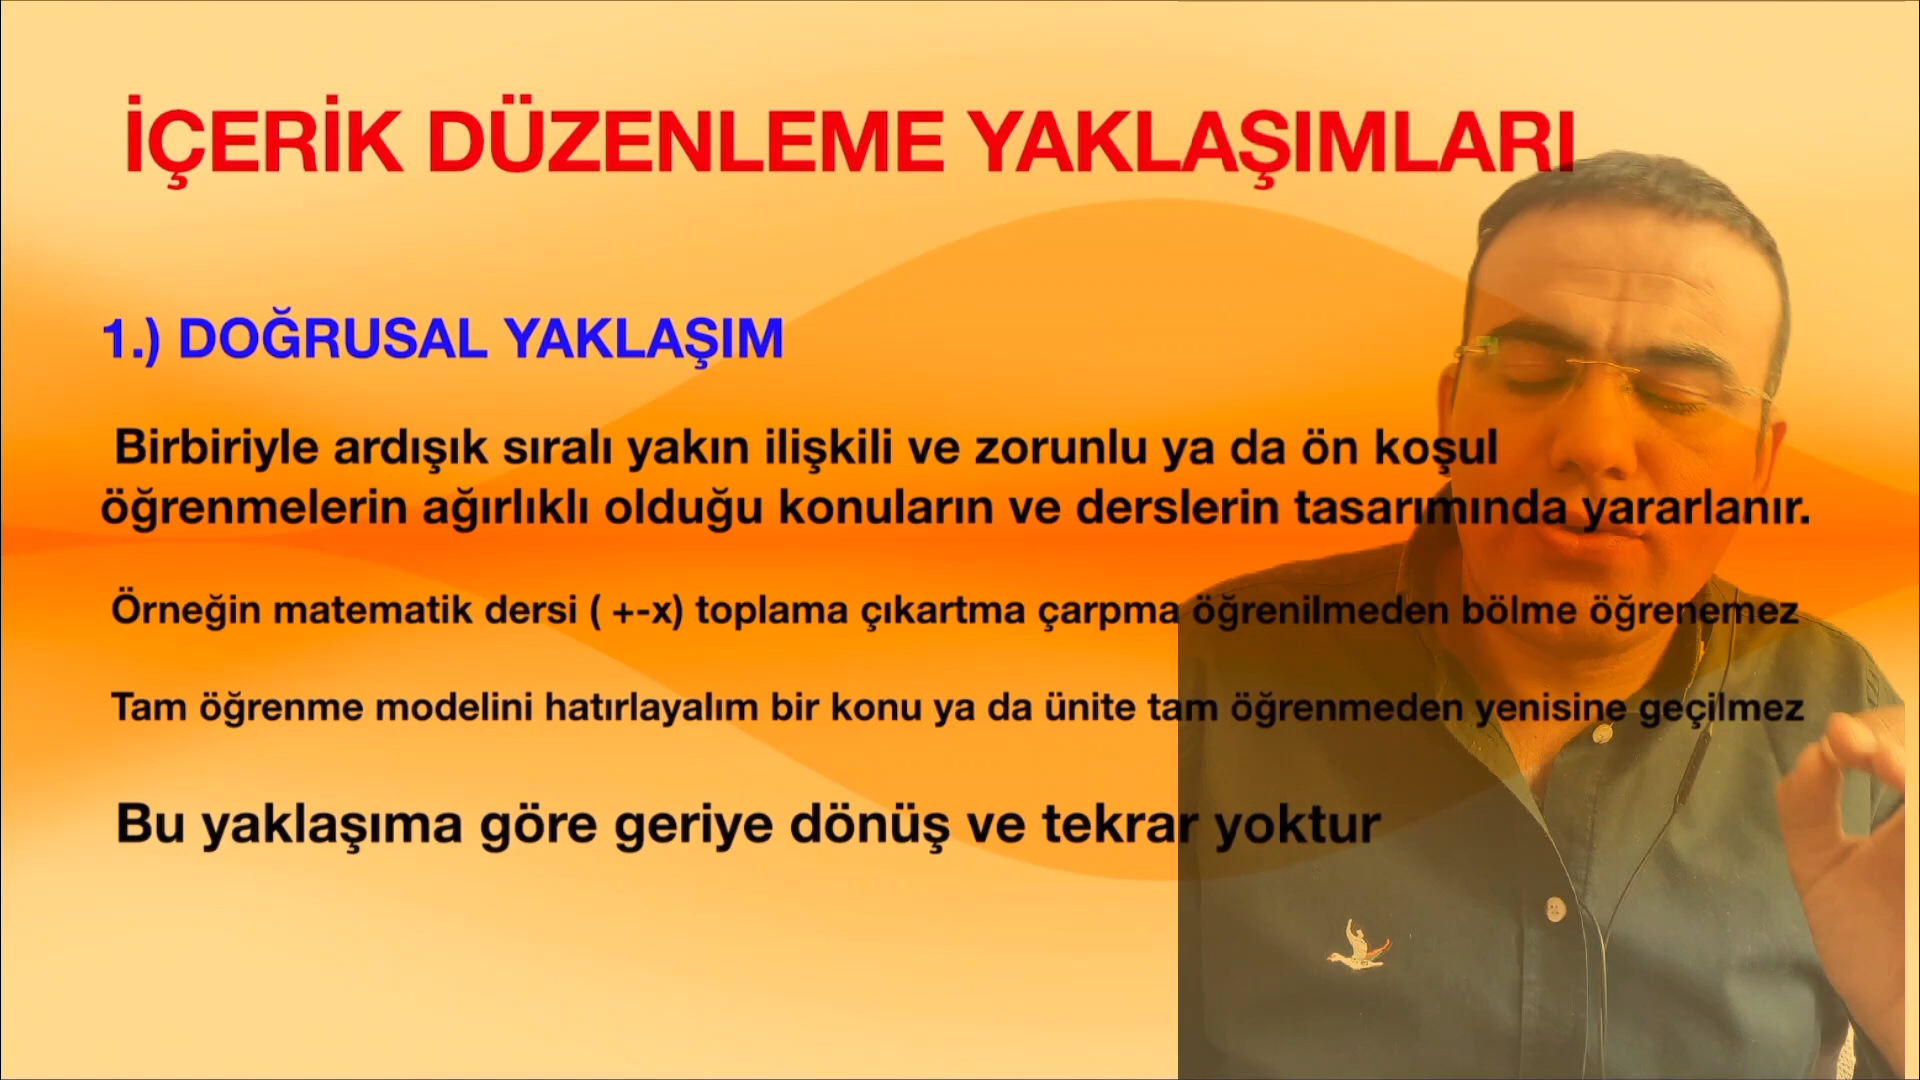 İÇERİK DÜZENLEME YAKLAŞIMLARI
1.) DOĞRUSAL YAKLAŞIM
Birbiriyle ardışık sıralı yakın ilişkili ve zorunlu ya da ön koşul
öğrenmelerin ağırlıklı olduğu konuların ve derslerin tasarımında yararlanır.
Örneğin matematik dersi ( +-x) toplama çıkartma çarpma öğrenilmeden bölme öğrenemez
Tam öğrenme modelini hatırlayalım bir konu ya da ünite tam öğrenmeden yenisine geçilmez
Bu yaklaşıma göre geriye dönüş ve tekrar yoktur